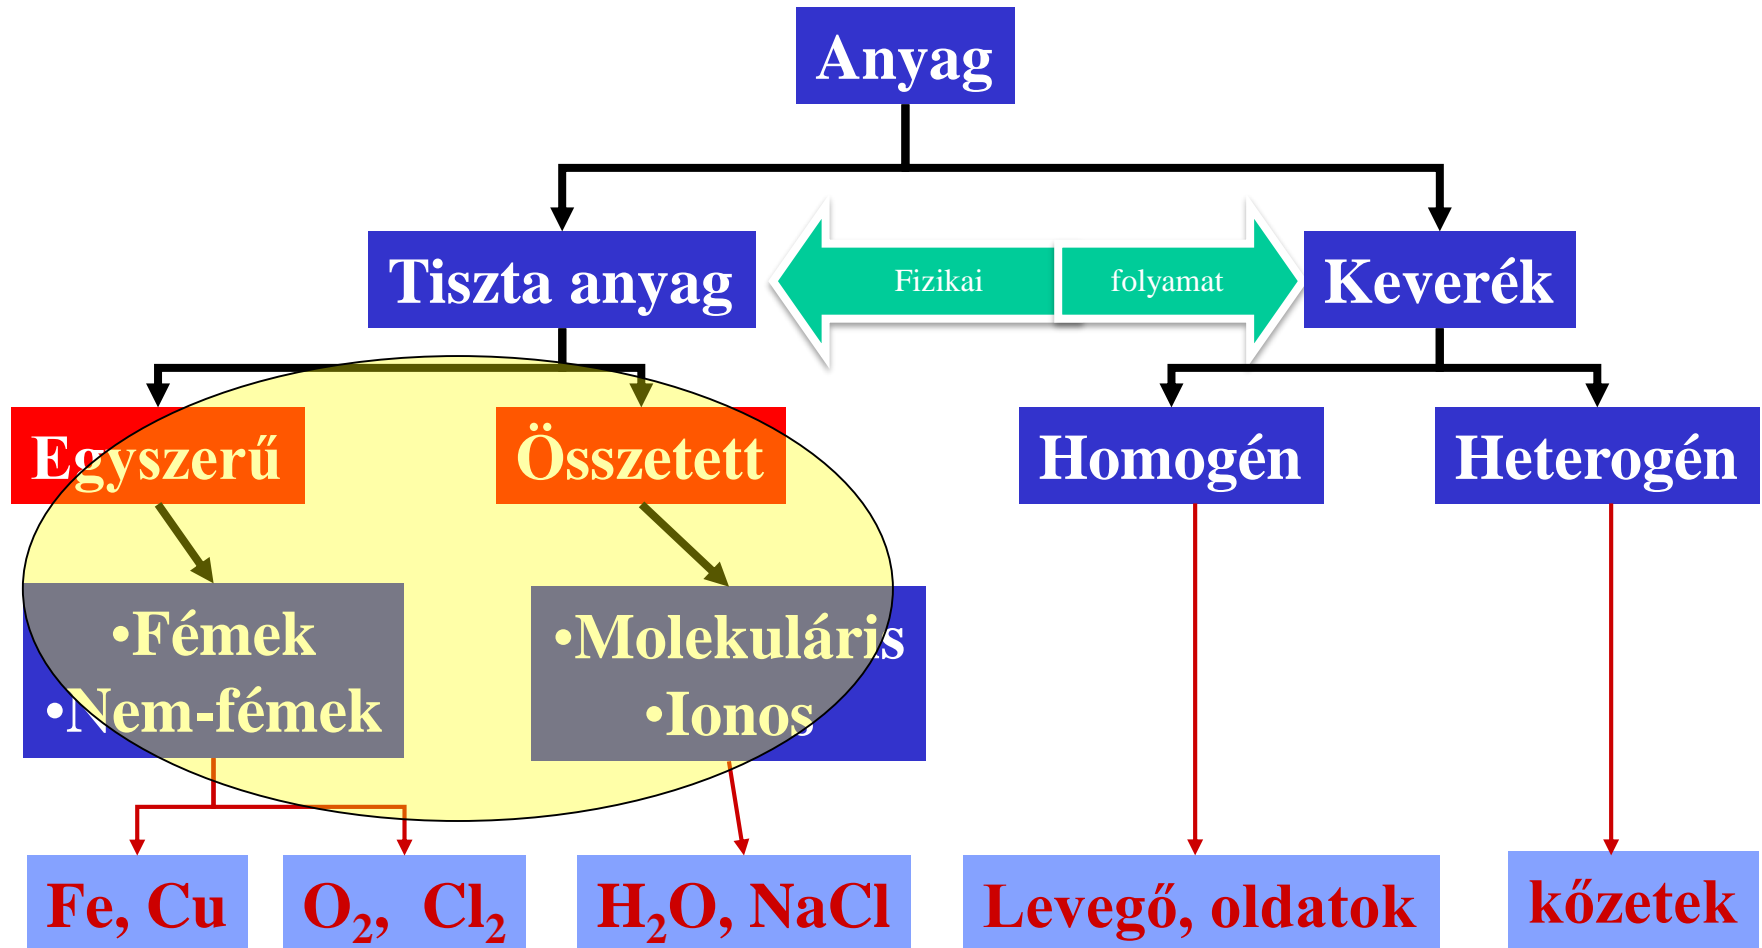 Anyag
Tiszta anyag
Fizikai
folyamat
Keverék
Egyszerű
Összetett
Homogén
Heterogén
•Fémek
•Nem-fémek
•Molekuláris
•Ionos
Fe, Cu
O₂, Cl₂
H₂O, NaCl
Levegő, oldatok
kőzetek